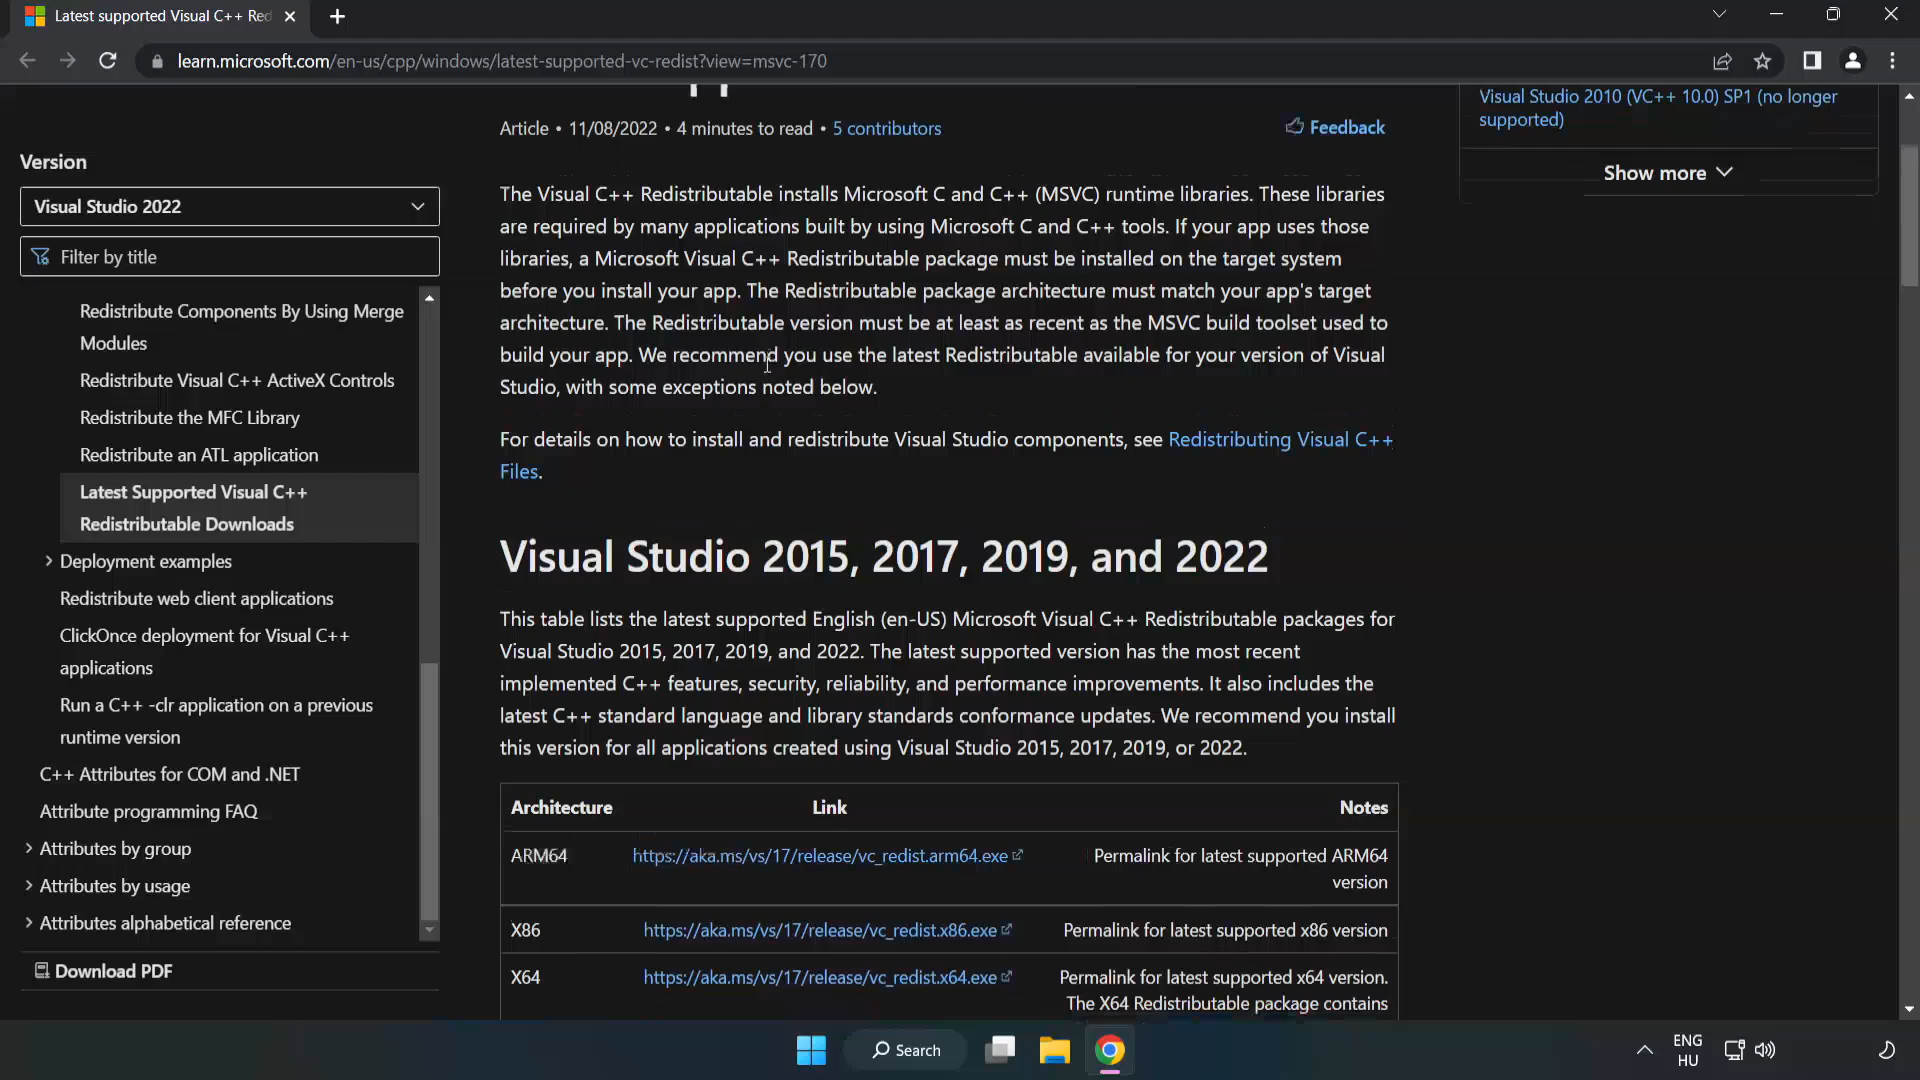 Latest supported Visual C++ Red
learn.microsoft.com/en-us/cpp/windows/latest-supported-vc-redist?view=msvc-170
Version
Visual Studio 2022
Filter by title
Redistribute Components By Using Merge
Modules
Redistribute Visual C++ ActiveX Controls
Redistribute the MFC Library
Redistribute an ATL application
Latest Supported Visual C++
Redistributable Downloads
Deployment examples
Redistribute web client applications
ClickOnce deployment for Visual C++
applications
Run a C++ -clr application on a previous
runtime version
C++ Attributes for COM and .NET
Attribute programming FAQ
Attributes by group
Attributes by usage
Attributes alphabetical reference
Download PDF
Article • 11/08/2022 • 4 minutes to read • 5 contributors
Feedback
The Visual C++ Redistributable installs Microsoft C and C++ (MSVC) runtime libraries. These libraries
are required by many applications built by using Microsoft C and C++ tools. If your app uses those
libraries, a Microsoft Visual C++ Redistributable package must be installed on the target system
before you install your app. The Redistributable package architecture must match your app's target
architecture. The Redistributable version must be at least as recent as the MSVC build toolset used to
build your app. We recommend you use the latest Redistributable available for your version of Visual
Studio, with some exceptions noted below.
For details on how to install and redistribute Visual Studio components, see Redistributing Visual C++
Files.
Visual Studio 2015, 2017, 2019, and 2022
This table lists the latest supported English (en-US) Microsoft Visual C++ Redistributable packages for
Visual Studio 2015, 2017, 2019, and 2022. The latest supported version has the most recent
implemented C++ features, security, reliability, and performance improvements. It also includes the
latest C++ standard language and library standards conformance updates. We recommend you install
this version for all applications created using Visual Studio 2015, 2017, 2019, or 2022.
Architecture Link Notes
ARM64 https://aka.ms/vs/17/release/vc_redist.arm64.exe Permalink for latest supported ARM64
version
X86 https://aka.ms/vs/17/release/vc_redist.x86.exe Permalink for latest supported x86 version
X64 https://aka.ms/vs/17/release/vc_redist.x64.exe Permalink for latest supported x64 version.
The X64 Redistributable package contains
Visual Studio 2010 (VC++ 10.0) SP1 (no longer
supported)
Show more
Search
ENG
HU